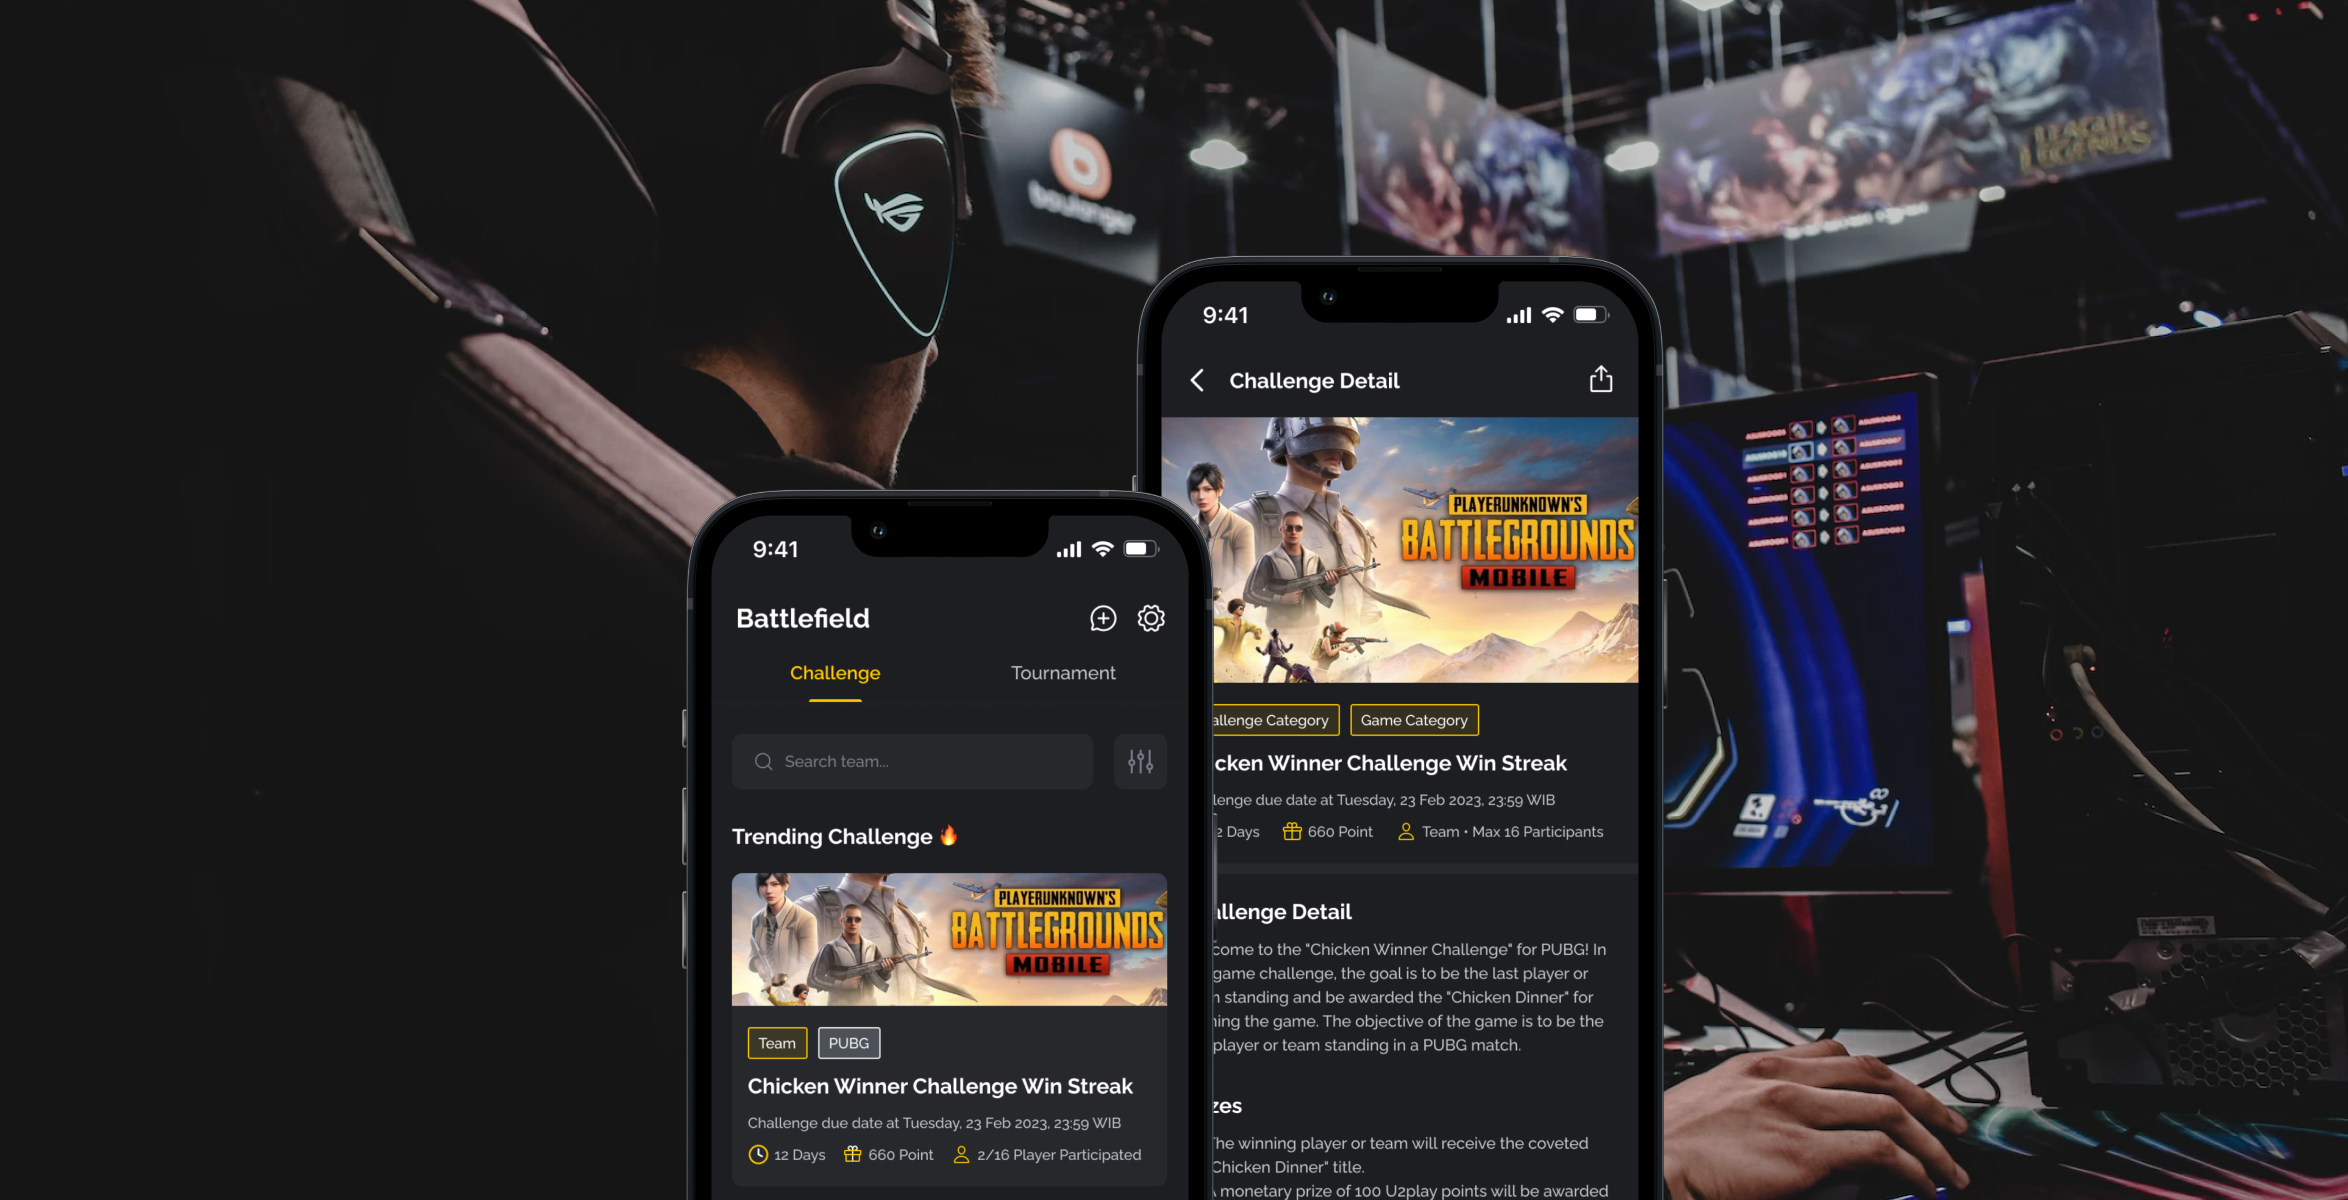 boulanger
LEAGUE
LEGENDS
9:41
Challenge Detail
PLAYERUNKNOWN'S
BATTLEGROUNDS
MOBILE
allenge Category
Game Category
cken Winner Challenge Win Streak
lenge due date at Tuesday, 23 Feb 2023, 23:59 WIB
2 Days
660 Point
Team • Max 16 Participants
allenge Detail
come to the "Chicken Winner Challenge" for PUBG! In
game challenge, the goal is to be the last player or
standing and be awarded the "Chicken Dinner" for
ing the game. The objective of the game is to be the
player or team standing in a PUBG match.
zes
The winning player or team will receive the coveted
Chicken Dinner" title.
monetary prize of 100 U2play points will be awarded
9:41
Battlefield
Challenge
Tournament
Search team...
Trending Challenge 🔥
PLAYERUNKNOWN'S
BATTLEGROUNDS
MOBILE
Team
PUBG
Chicken Winner Challenge Win Streak
Challenge due date at Tuesday, 23 Feb 2023, 23:59 WIB
12 Days
660 Point
2/16 Player Participated